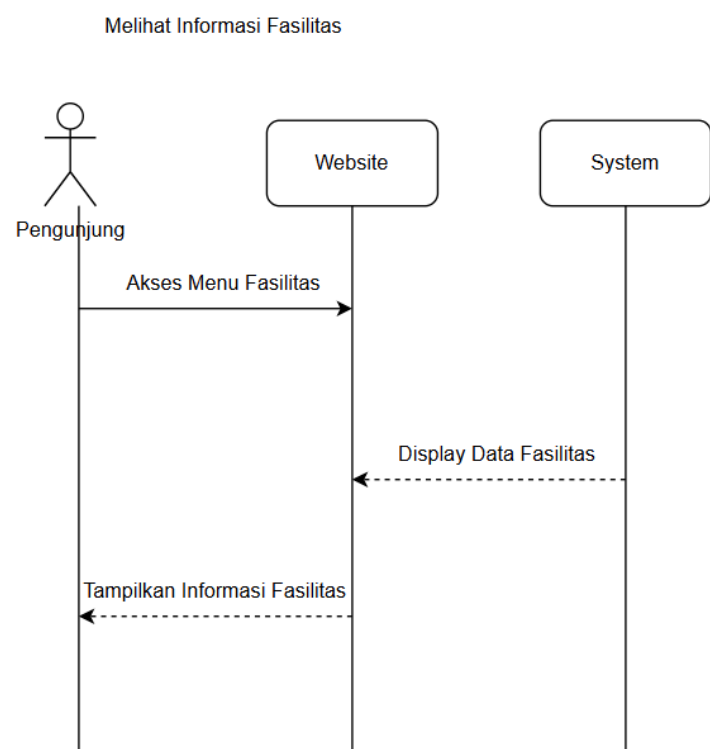 Melihat Informasi Fasilitas
Website
System
Pengunjung
Akses Menu Fasilitas
Display Data Fasilitas
Tampilkan Informasi Fasilitas